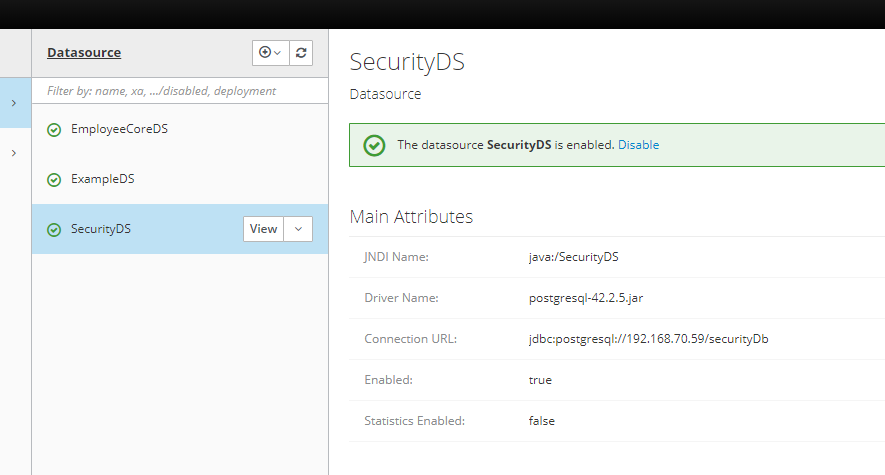 Datasource
Filter by: name, xa, .../disabled, deployment
EmployeeCoreDS
ExampleDS
SecurityDS View
SecurityDS
Datasource
The datasource SecurityDS is enabled. Disable
Main Attributes
JNDI Name: java:/SecurityDS
Driver Name: postgresql-42.2.5.jar
Connection URL: jdbc:postgresql://192.168.70.59/securityDb
Enabled: true
Statistics Enabled: false